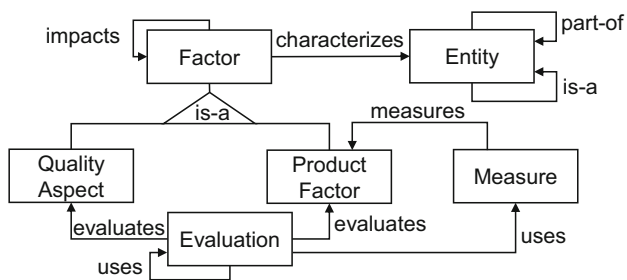 impacts
Factor
characterizes
Entity
part-of
is-a
is-a
measures
Quality
Aspect
Product
Factor
Measure
evaluates
Evaluation
evaluates
uses
uses